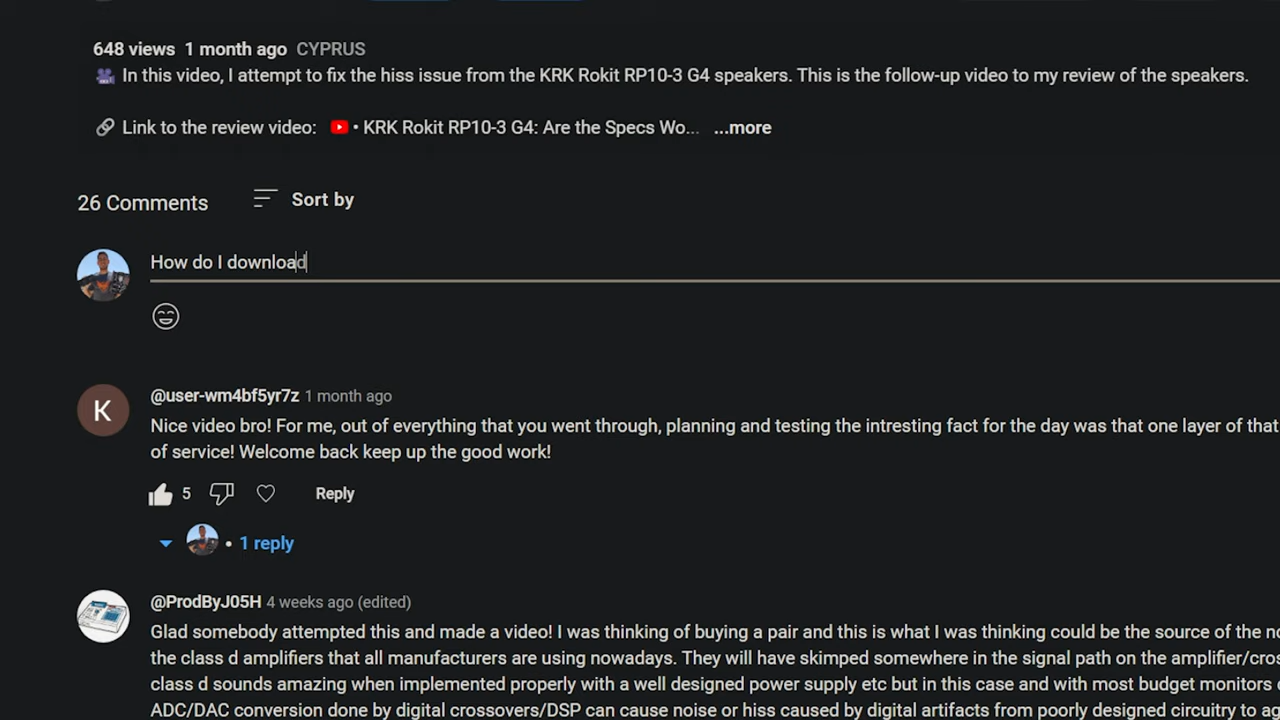 648 views 1 month ago CYPRUS
In this video, I attempt to fix the hiss issue from the KRK Rokit RP10-3 G4 speakers. This is the follow-up video to my review of the speakers.
Link to the review video: • KRK Rokit RP10-3 G4: Are the Specs Wo... ...more
26 Comments Sort by
How do I download
K @user-wm4bf5yr7z 1 month ago
Nice video bro! For me, out of everything that you went through, planning and testing the intresting fact for the day was that one layer of that
of service! Welcome back keep up the good work!
5 Reply
• 1 reply
@ProdByJ05H 4 weeks ago (edited)
Glad somebody attempted this and made a video! I was thinking of buying a pair and this is what I was thinking could be the source of the
the class d amplifiers that all manufacturers are using nowadays. They will have skimped somewhere in the signal path on the
class d sounds amazing when implemented properly with a well designed power supply etc but in this case and with most budget monitors
ADC/DAC conversion done by digital crossovers/DSP can cause noise or hiss caused by digital artifacts from poorly designed circuitry to